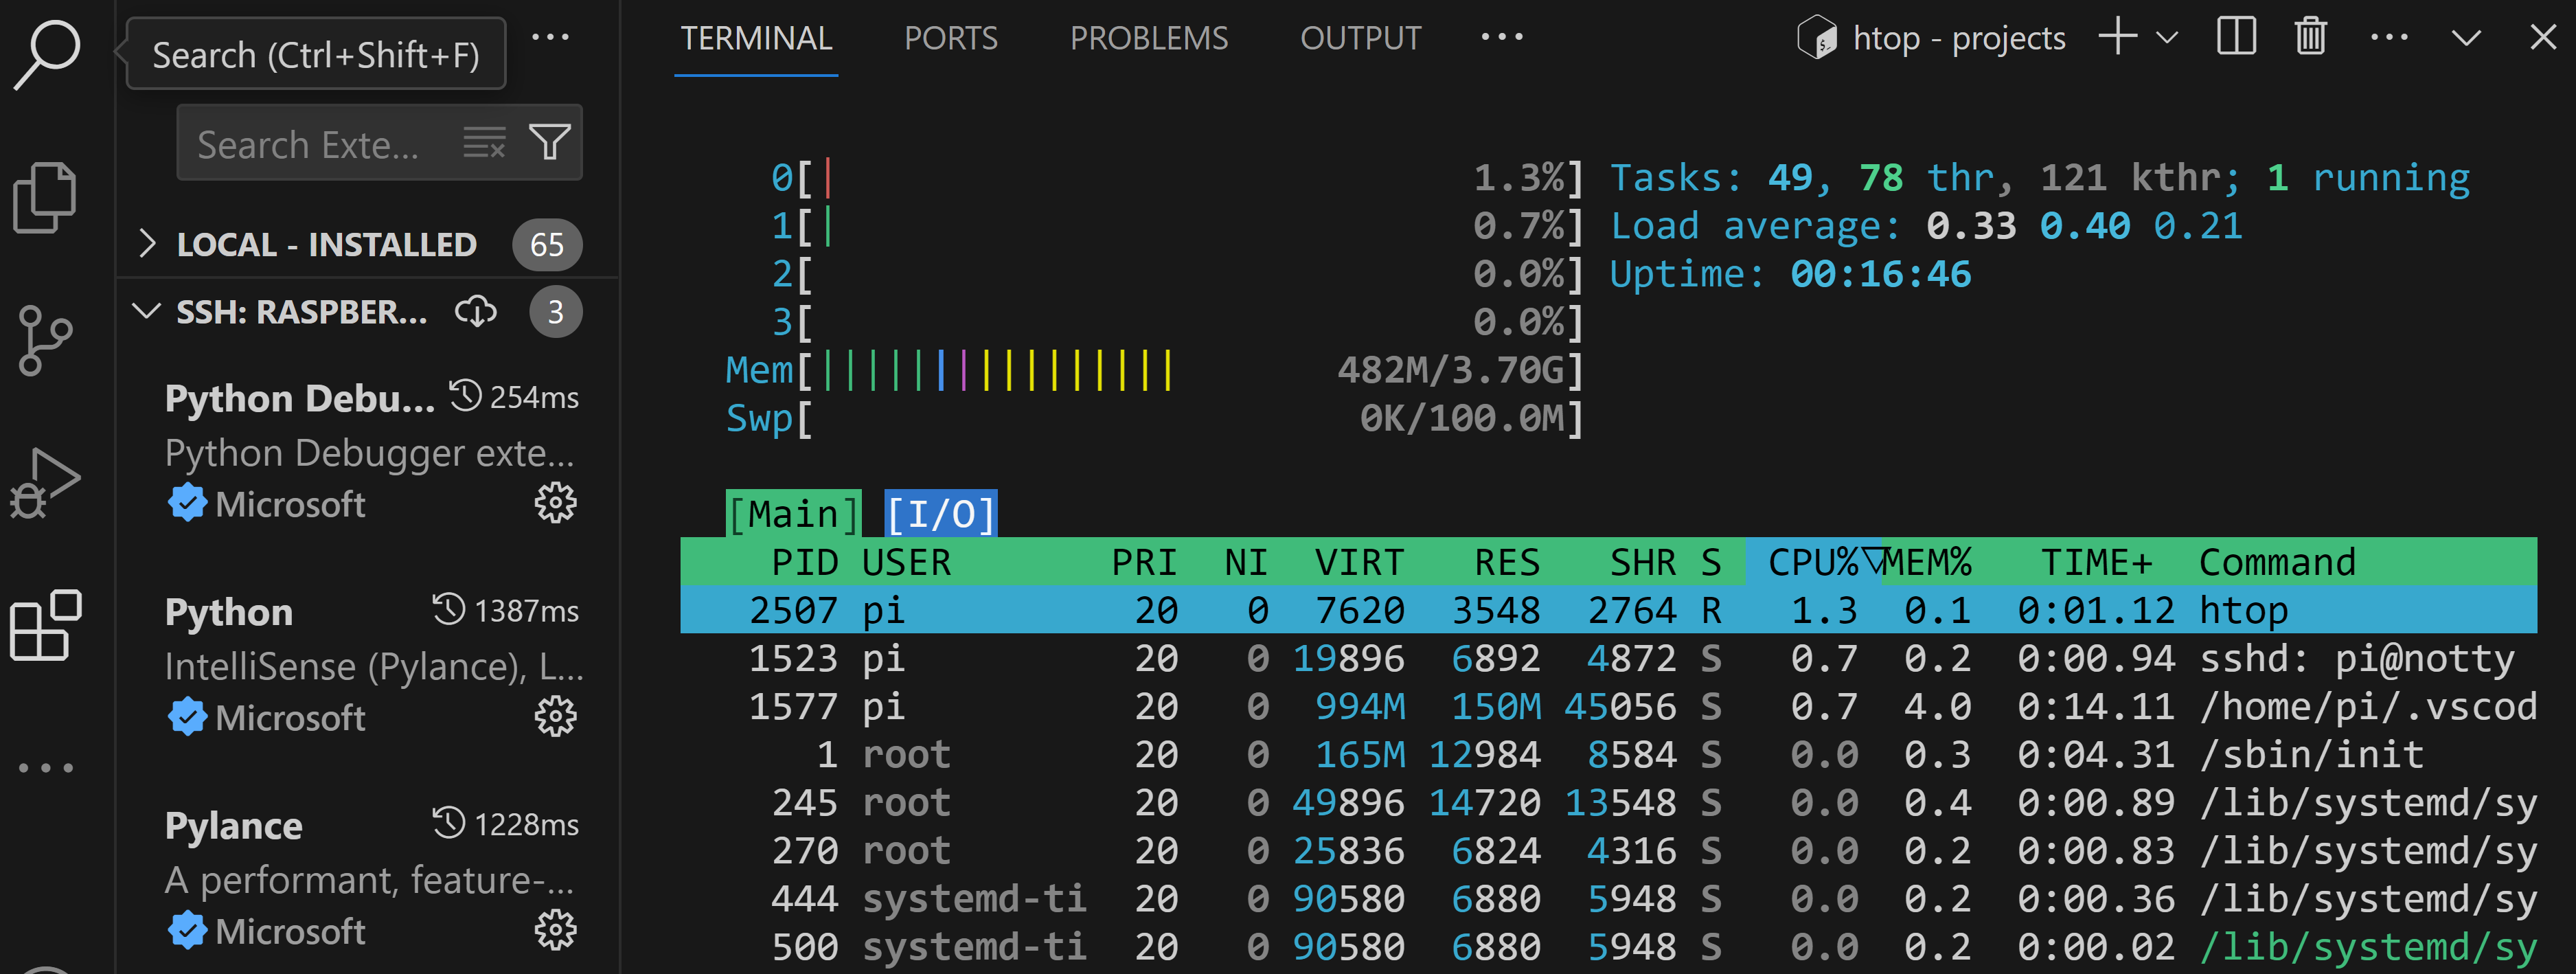 Search (Ctrl+Shift+F)
Search Exte...
LOCAL - INSTALLED 65
SSH: RASPBER... 3
Python Debu... 254ms
Python Debugger exte...
Microsoft
Python 1387ms
IntelliSense (Pylance), L...
Microsoft
Pylance 1228ms
A performant, feature-...
Microsoft
TERMINAL PORTS PROBLEMS OUTPUT ... htop - projects
0[| 1.3%] Tasks: 49, 78 thr, 121 kthr; 1 running
1[| 0.7%] Load average: 0.33 0.40 0.21
2[ 0.0%] Uptime: 00:16:46
3[ 0.0%]
Mem[|||||||||||||||| 482M/3.70G]
Swp[ 0K/100.0M]
[Main] [I/O]
PID USER PRI NI VIRT RES SHR S CPU%▽MEM% TIME+ Command
2507 pi 20 0 7620 3548 2764 R 1.3 0.1 0:01.12 htop
1523 pi 20 0 19896 6892 4872 S 0.7 0.2 0:00.94 sshd: pi@notty
1577 pi 20 0 994M 150M 45056 S 0.7 4.0 0:14.11 /home/pi/.vscod
1 root 20 0 165M 12984 8584 S 0.0 0.3 0:04.31 /sbin/init
245 root 20 0 49896 14720 13548 S 0.0 0.4 0:00.89 /lib/systemd/sy
270 root 20 0 25836 6824 4316 S 0.0 0.2 0:00.83 /lib/systemd/sy
444 systemd-ti 20 0 90580 6880 5948 S 0.0 0.2 0:00.36 /lib/systemd/sy
500 systemd-ti 20 0 90580 6880 5948 S 0.0 0.2 0:00.02 /lib/systemd/sy